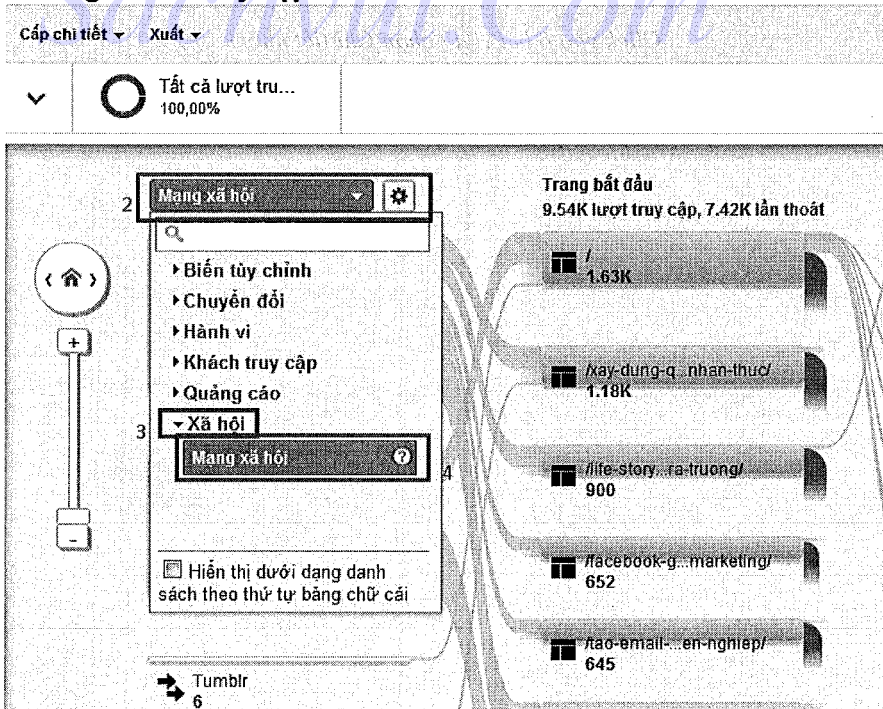 Cấp chi tiết
Xuất
Tất cả lượt tru...
100,00%
2
Mạng xã hội
Biến tùy chỉnh
Chuyển đổi
Hành vi
Khách truy cập
Quảng cáo
3
Xã hội
Mạng xã hội
?
4
Hiển thị dưới dạng danh
sách theo thứ tự bảng chữ cái
+
-
Tumblr
6
Trang bắt đầu
9.54K lượt truy cập, 7.42K lần thoát
/
1.63K
/xay-dung-q...nhan-thuc/
1.18K
/life-story...ra-truong/
900
/facebook-g...marketing/
652
/tao-email-...en-nghiep/
645